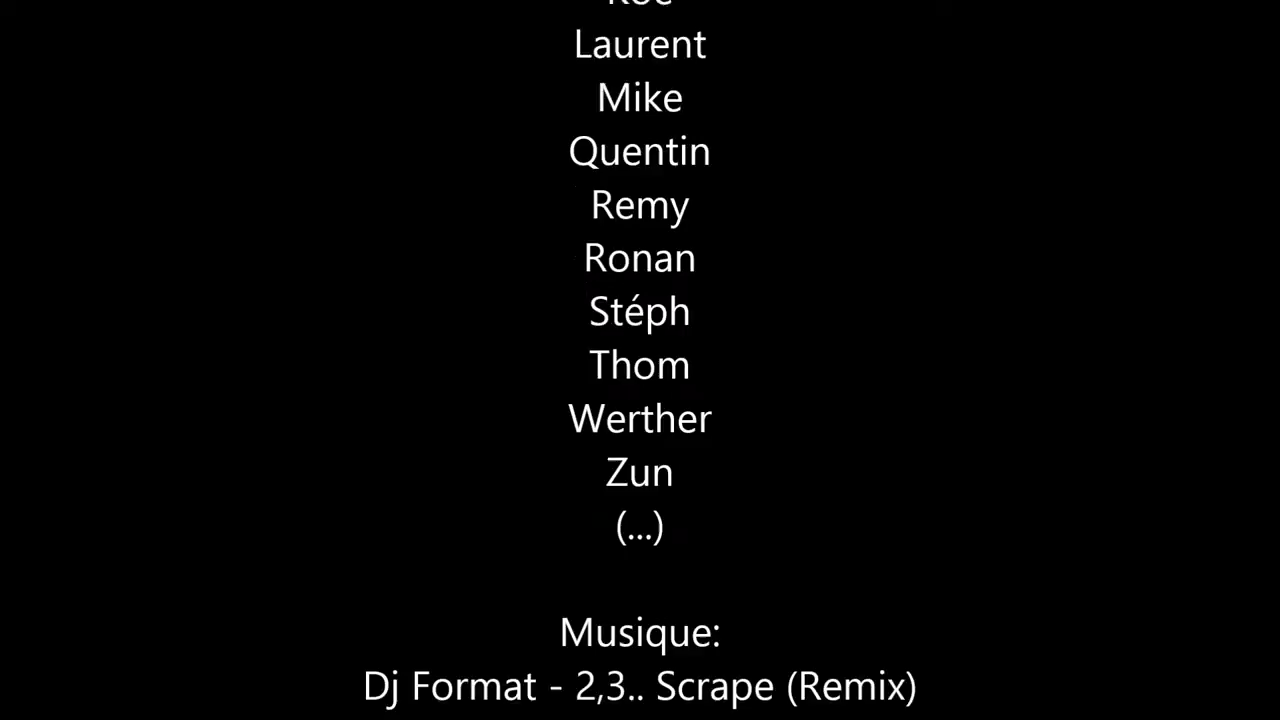 Laurent
Mike
Quentin
Remy
Ronan
Stéph
Thom
Werther
Zun
(...)
Musique:
Dj Format - 2,3.. Scrape (Remix)